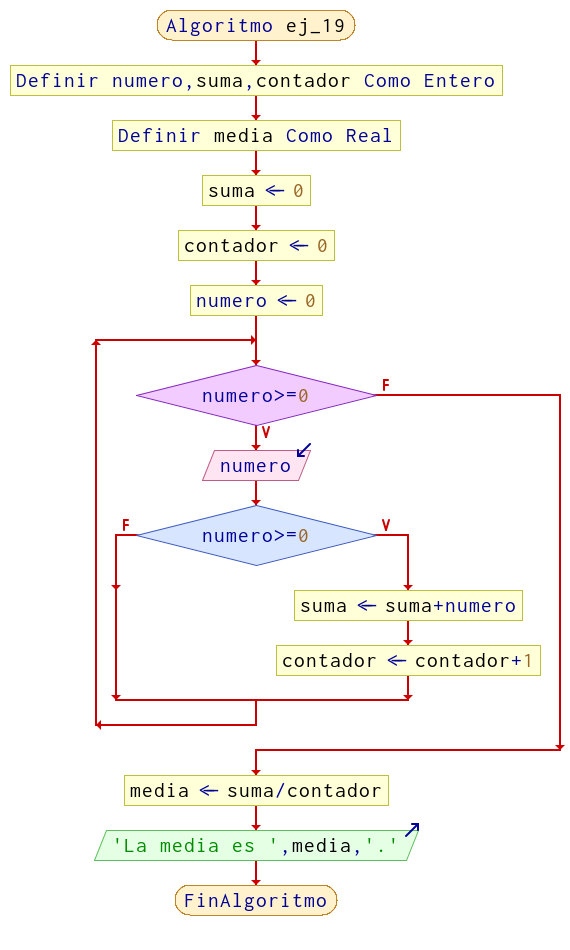 Algoritmo ej_19
Definir numero,suma,contador Como Entero
Definir media Como Real
suma ← 0
contador ← 0
numero ← 0
numero>=0
F
V
numero
numero>=0
F
V
suma ← suma+numero
contador ← contador+1
media ← suma/contador
'La media es ',media,'.'
FinAlgoritmo